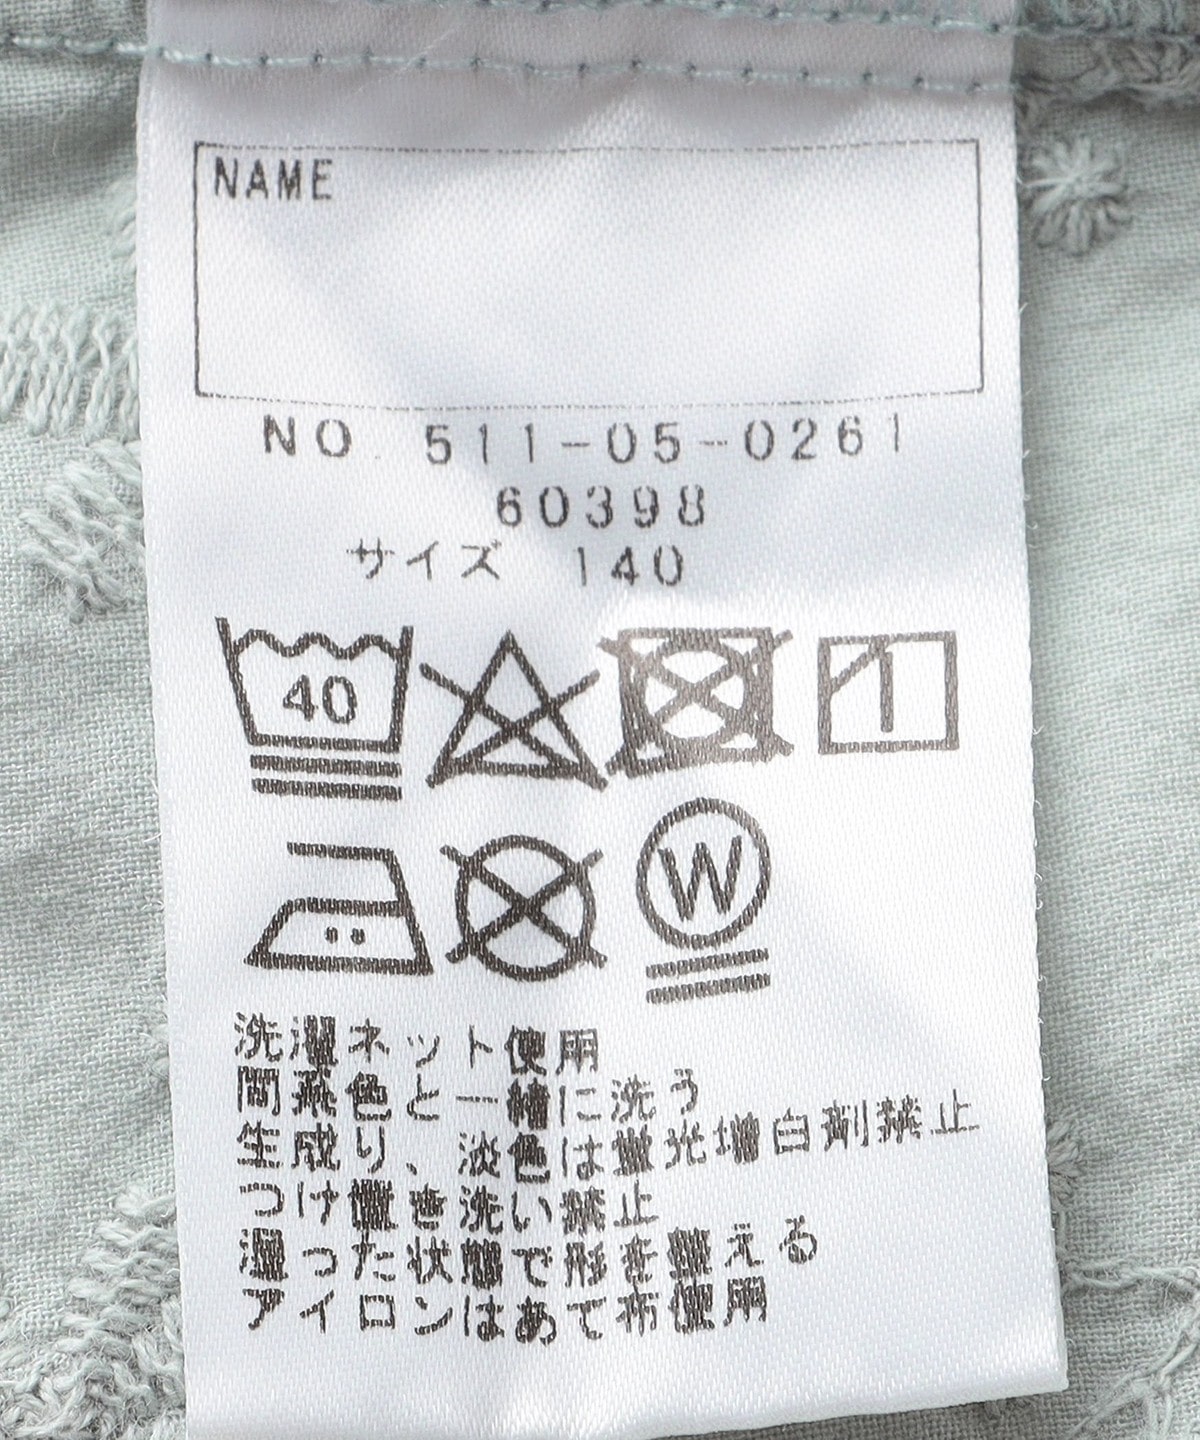 NAME
NO. 511-05-0261
60398
サイズ 140
40
W
洗濯ネット使用
同系色と一緒に洗う
生成り、淡色は蛍光増白剤禁止
つけ置き洗い禁止
湿った状態で形を整える
アイロンはあて布使用